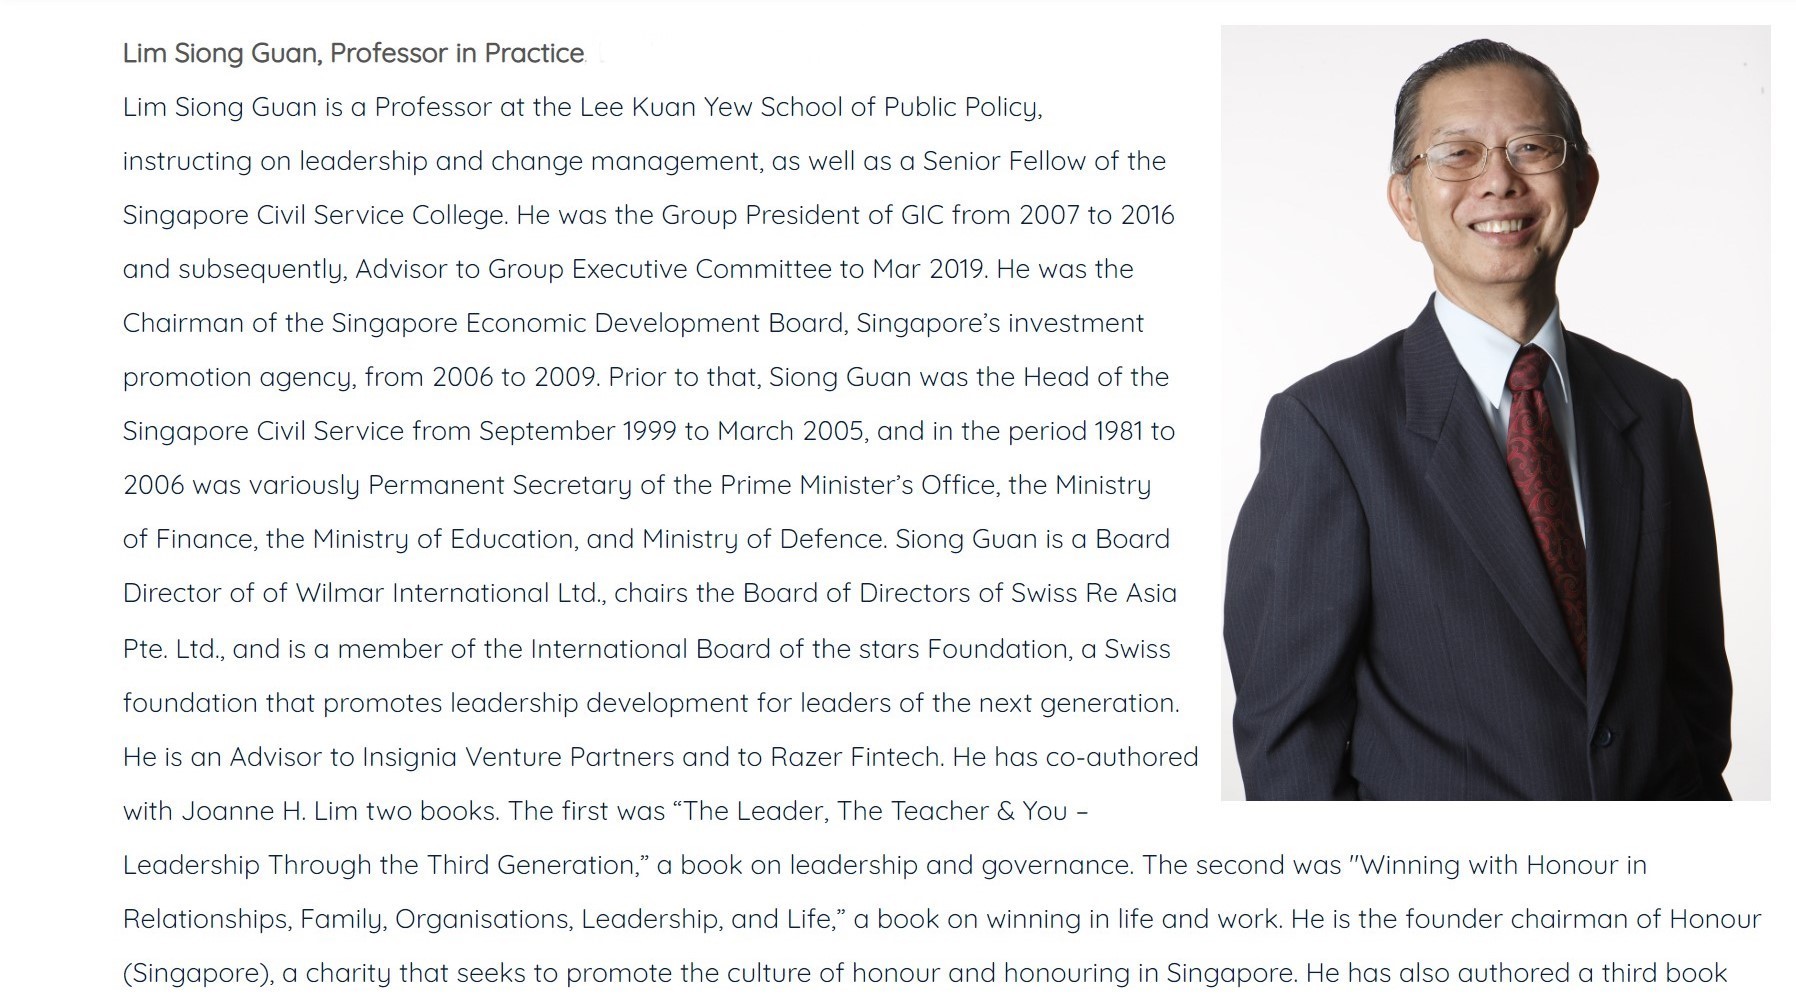 Lim Siong Guan, Professor in Practice
Lim Siong Guan is a Professor at the Lee Kuan Yew School of Public Policy,
instructing on leadership and change management, as well as a Senior Fellow of the
Singapore Civil Service College. He was the Group President of GIC from 2007 to 2016
and subsequently, Advisor to Group Executive Committee to Mar 2019. He was the
Chairman of the Singapore Economic Development Board, Singapore’s investment
promotion agency, from 2006 to 2009. Prior to that, Siong Guan was the Head of the
Singapore Civil Service from September 1999 to March 2005, and in the period 1981 to
2006 was variously Permanent Secretary of the Prime Minister’s Office, the Ministry
of Finance, the Ministry of Education, and Ministry of Defence. Siong Guan is a Board
Director of of Wilmar International Ltd., chairs the Board of Directors of Swiss Re Asia
Pte. Ltd., and is a member of the International Board of the stars Foundation, a Swiss
foundation that promotes leadership development for leaders of the next generation.
He is an Advisor to Insignia Venture Partners and to Razer Fintech. He has co-authored
with Joanne H. Lim two books. The first was “The Leader, The Teacher & You –
Leadership Through the Third Generation,” a book on leadership and governance. The second was "Winning with Honour in
Relationships, Family, Organisations, Leadership, and Life,” a book on winning in life and work. He is the founder chairman of Honour
(Singapore), a charity that seeks to promote the culture of honour and honouring in Singapore. He has also authored a third book